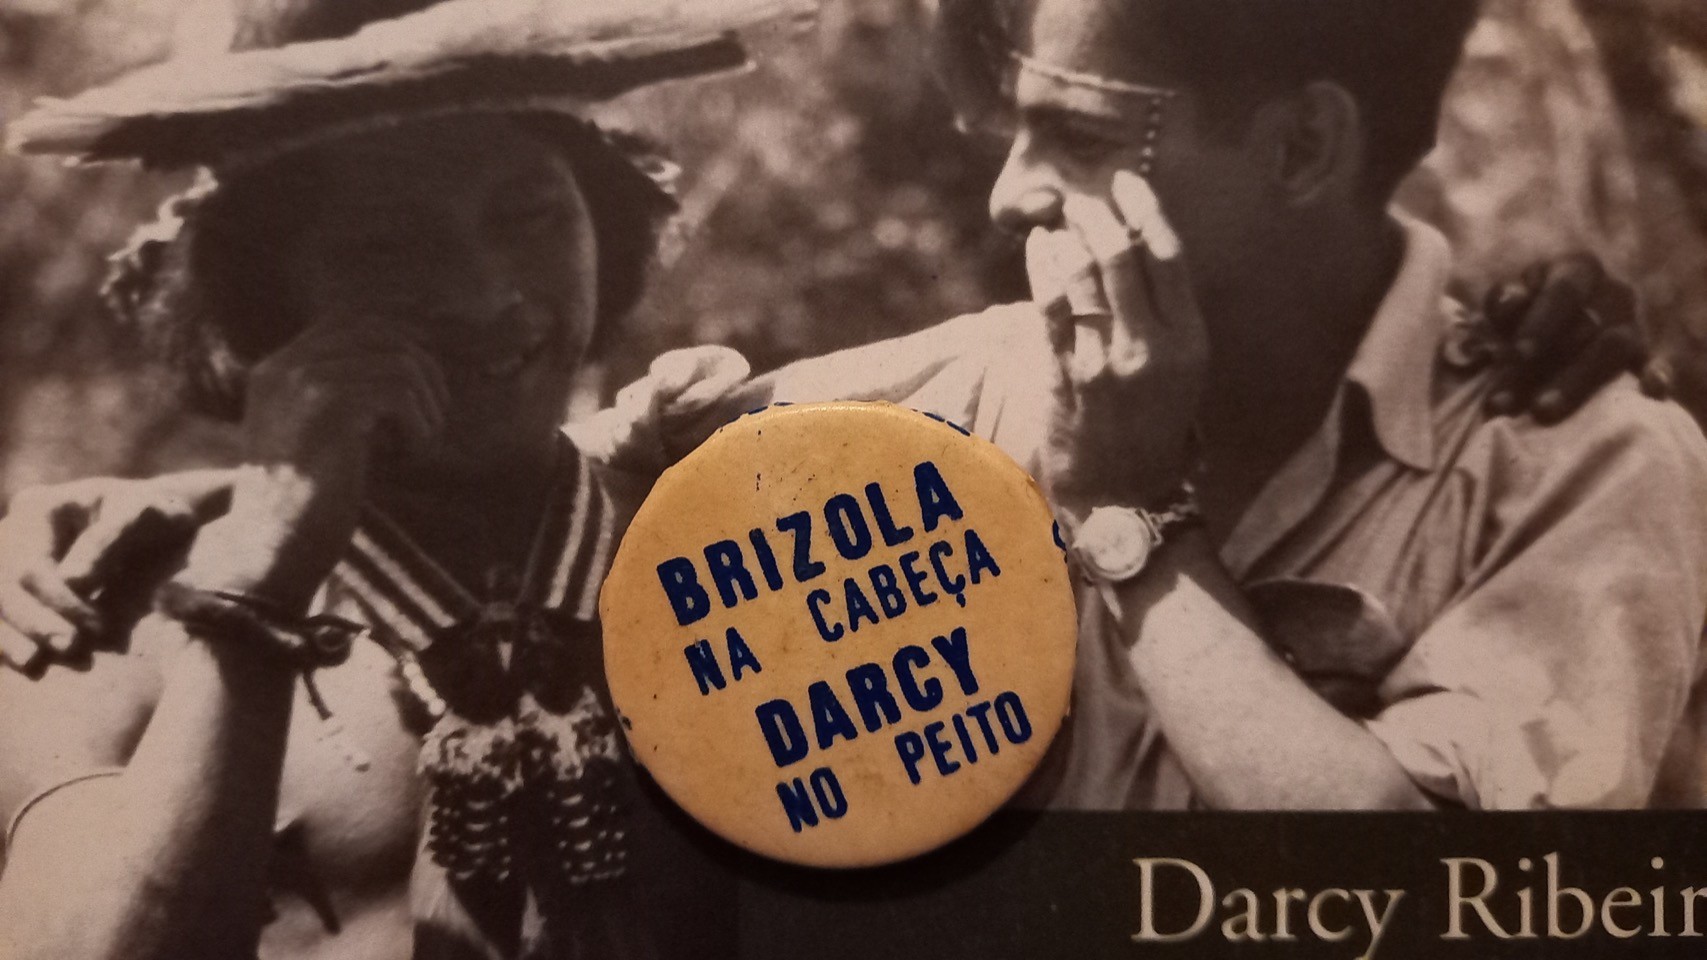 BRIZOLA
NA CABEÇA
DARCY
NO PEITO
Darcy Ribeir